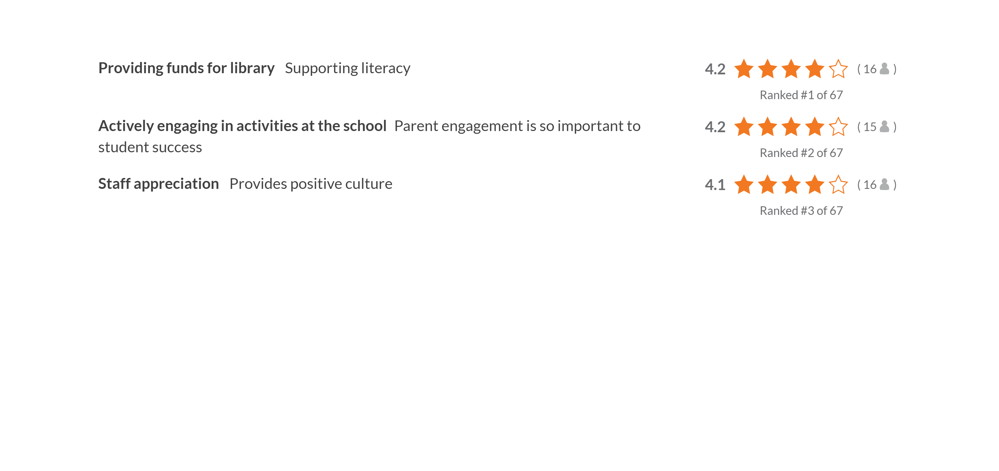 Providing funds for library Supporting literacy 4.2 ( 16 )
Ranked #1 of 67
Actively engaging in activities at the school Parent engagement is so important to 4.2 ( 15 )
student success Ranked #2 of 67
Staff appreciation Provides positive culture 4.1 ( 16 )
Ranked #3 of 67